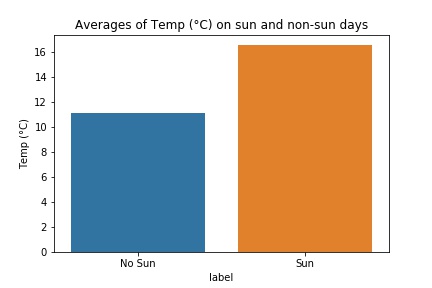 Averages of Temp (°C) on sun and non-sun days
16
14
12
10
8
6
4
2
0
Temp (°C)
No Sun Sun
label